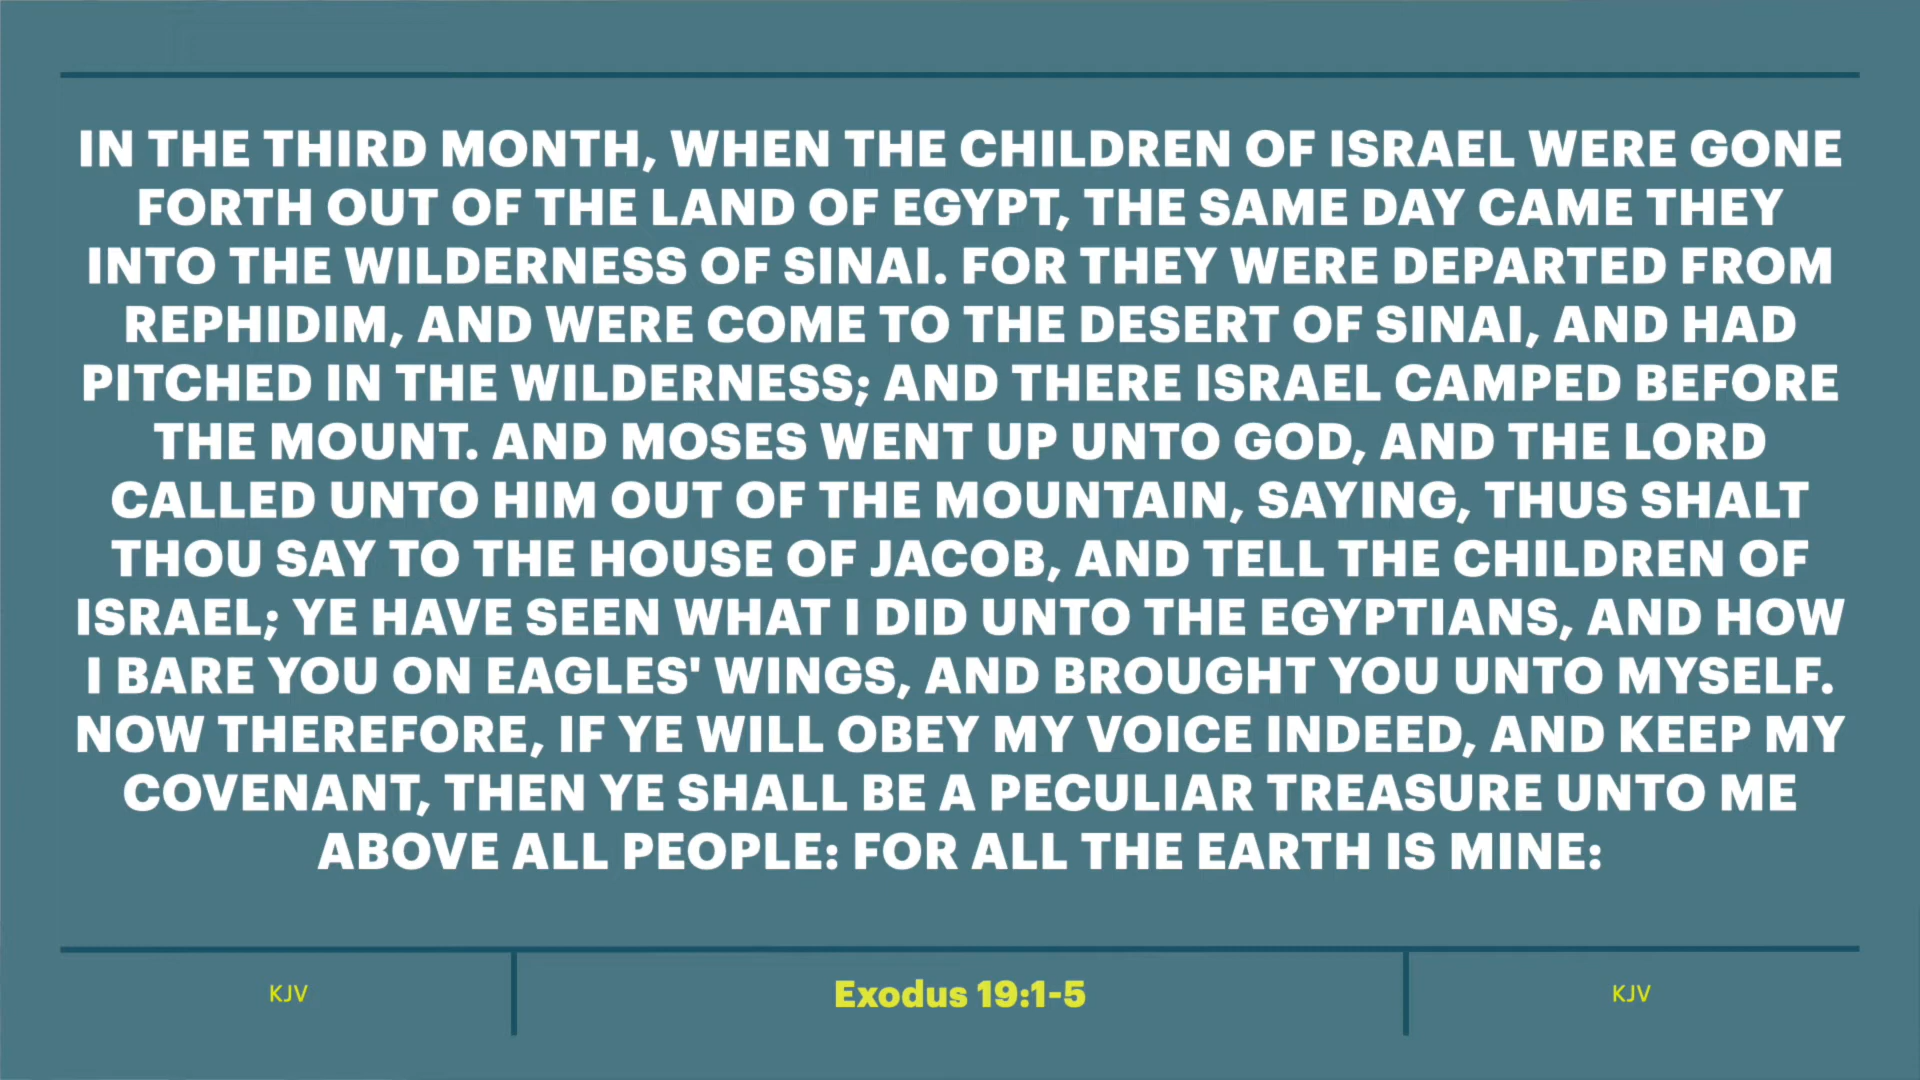 IN THE THIRD MONTH, WHEN THE CHILDREN OF ISRAEL WERE GONE
FORTH OUT OF THE LAND OF EGYPT, THE SAME DAY CAME THEY
INTO THE WILDERNESS OF SINAI. FOR THEY WERE DEPARTED FROM
REPHIDIM, AND WERE COME TO THE DESERT OF SINAI, AND HAD
PITCHED IN THE WILDERNESS; AND THERE ISRAEL CAMPED BEFORE
THE MOUNT. AND MOSES WENT UP UNTO GOD, AND THE LORD
CALLED UNTO HIM OUT OF THE MOUNTAIN, SAYING, THUS SHALT
THOU SAY TO THE HOUSE OF JACOB, AND TELL THE CHILDREN OF
ISRAEL; YE HAVE SEEN WHAT I DID UNTO THE EGYPTIANS, AND HOW
I BARE YOU ON EAGLES' WINGS, AND BROUGHT YOU UNTO MYSELF.
NOW THEREFORE, IF YE WILL OBEY MY VOICE INDEED, AND KEEP MY
COVENANT, THEN YE SHALL BE A PECULIAR TREASURE UNTO ME
ABOVE ALL PEOPLE: FOR ALL THE EARTH IS MINE:
KJV
Exodus 19:1-5
KJV